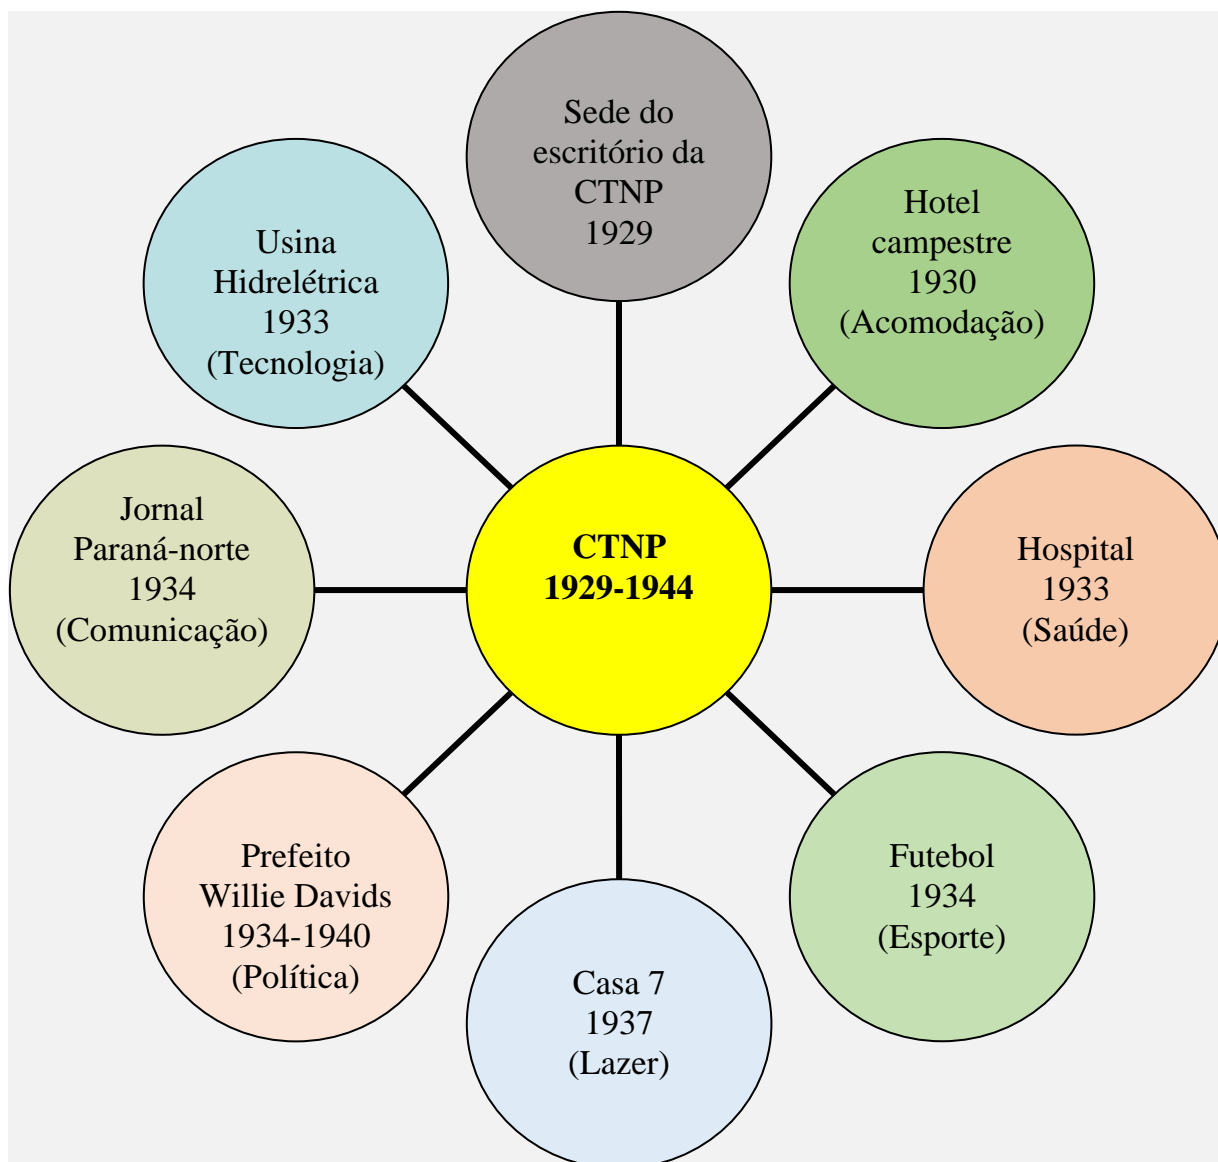 Sede do
escritório da
CTNP
1929
Hotel
campestre
1930
(Acomodação)
Hospital
1933
(Saúde)
Futebol
1934
(Esporte)
Casa 7
1937
(Lazer)
Prefeito
Willie Davids
1934-1940
(Política)
Jornal
Paraná-norte
1934
(Comunicação)
Usina
Hidrelétrica
1933
(Tecnologia)
CTNP
1929-1944